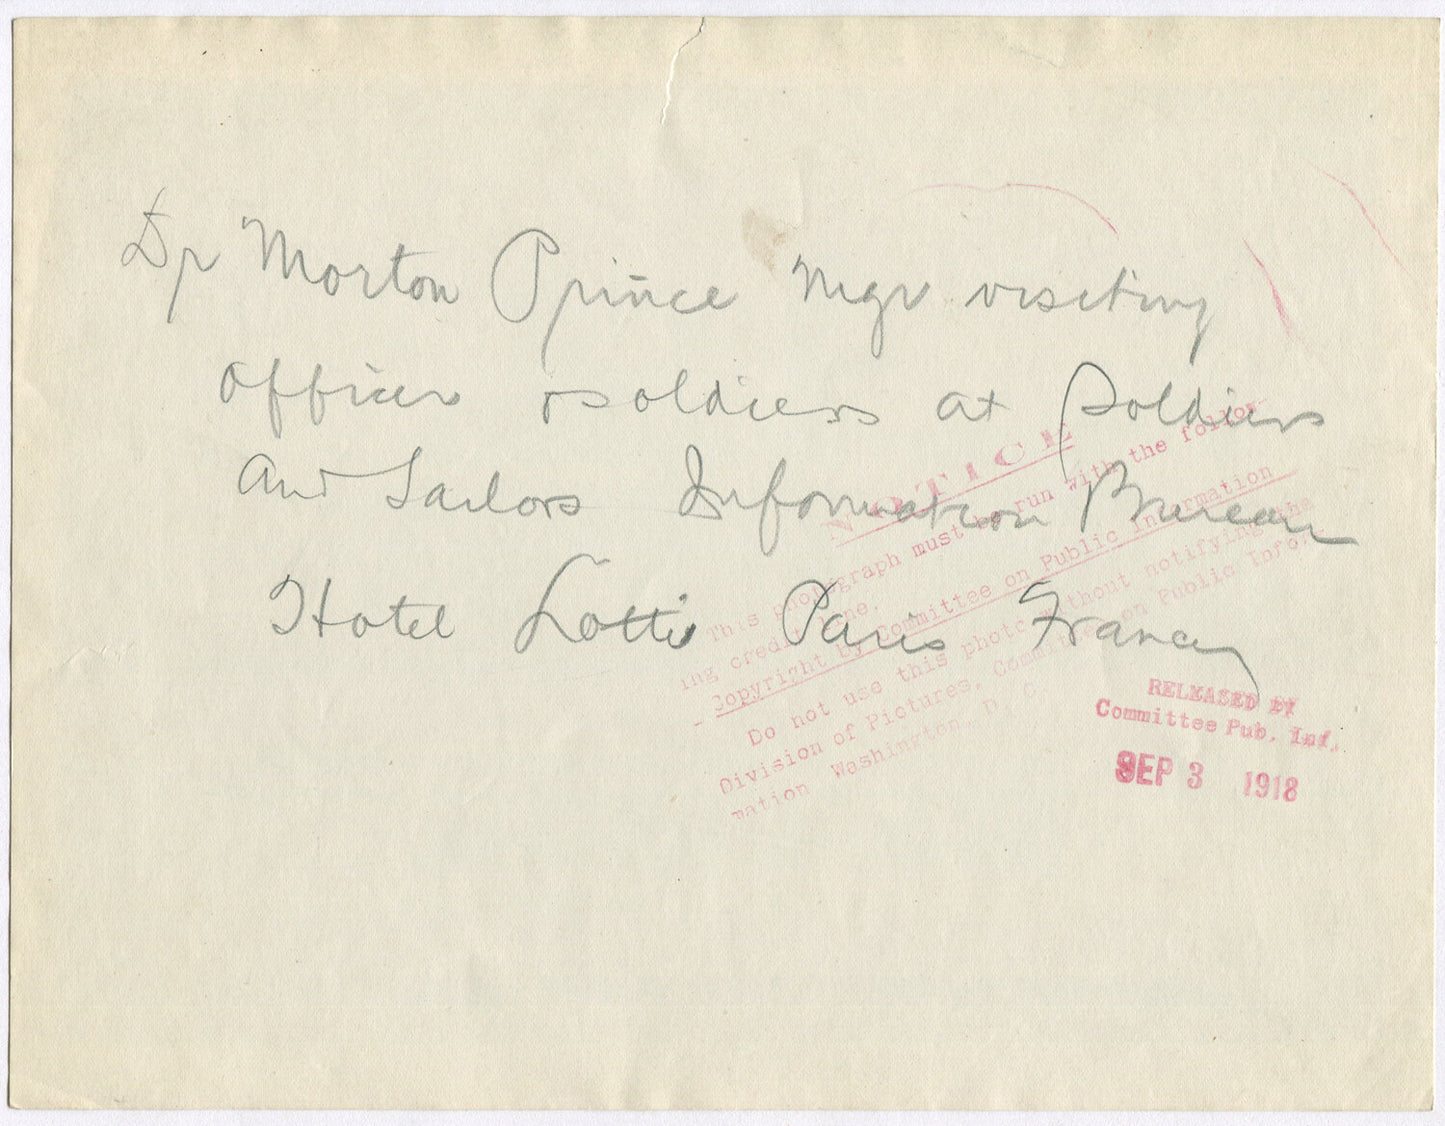 Dr Morton Prince Mgr visiting
officers & soldiers at Soldiers
and Sailors Information Bureau
Hotel Lotti Paris France
NOTICE
This photograph must be run with the follow-
ing credit line.
Copyright by Committee on Public Information
Do not use this photo without notifying the
Division of Pictures, Committee on Public Infor-
mation Washington D. C.
RELEASED BY
Committee Pub. Inf.
SEP 3 1918